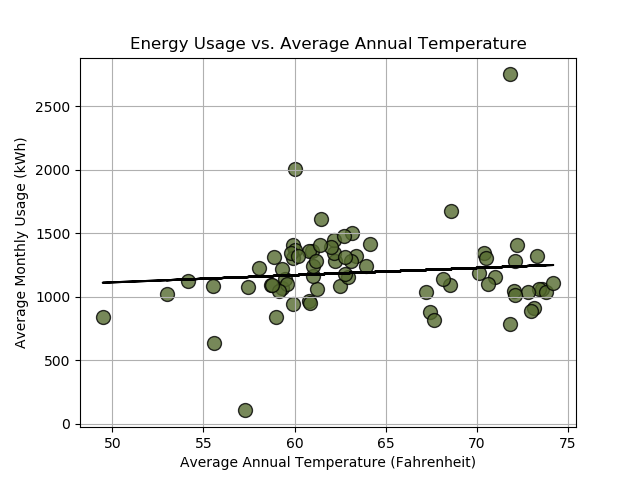 Energy Usage vs. Average Annual Temperature
Average Monthly Usage (kWh)
2500
2000
1500
1000
500
0
50 55 60 65 70 75
Average Annual Temperature (Fahrenheit)